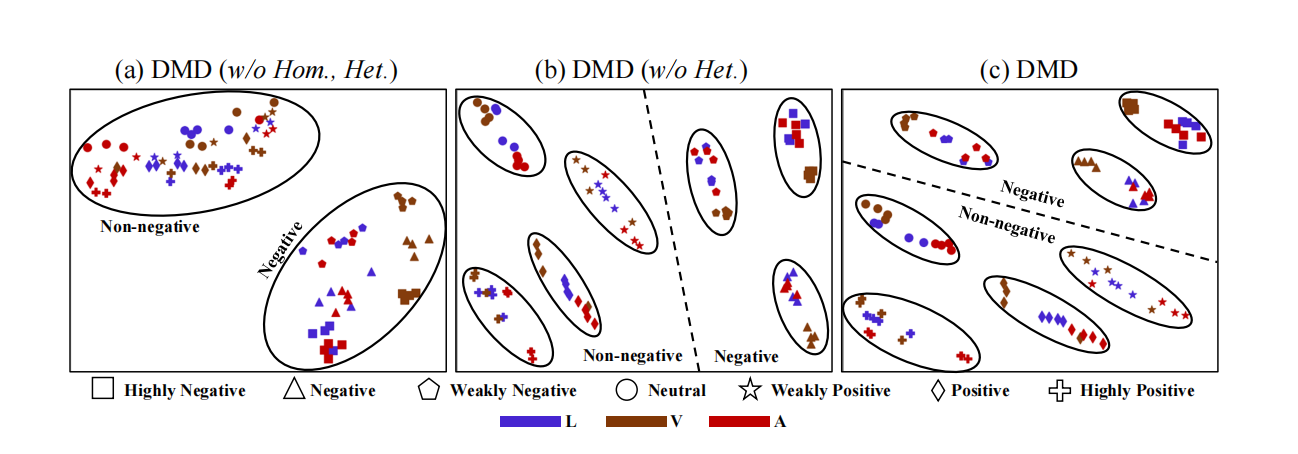 (a) DMD (w/o Hom., Het.)
(b) DMD (w/o Het.)
(c) DMD
Non-negative
Negative
Non-negative
Negative
Negative
Non-negative
Highly Negative
Negative
Weakly Negative
Neutral
Weakly Positive
Positive
Highly Positive
L
V
A